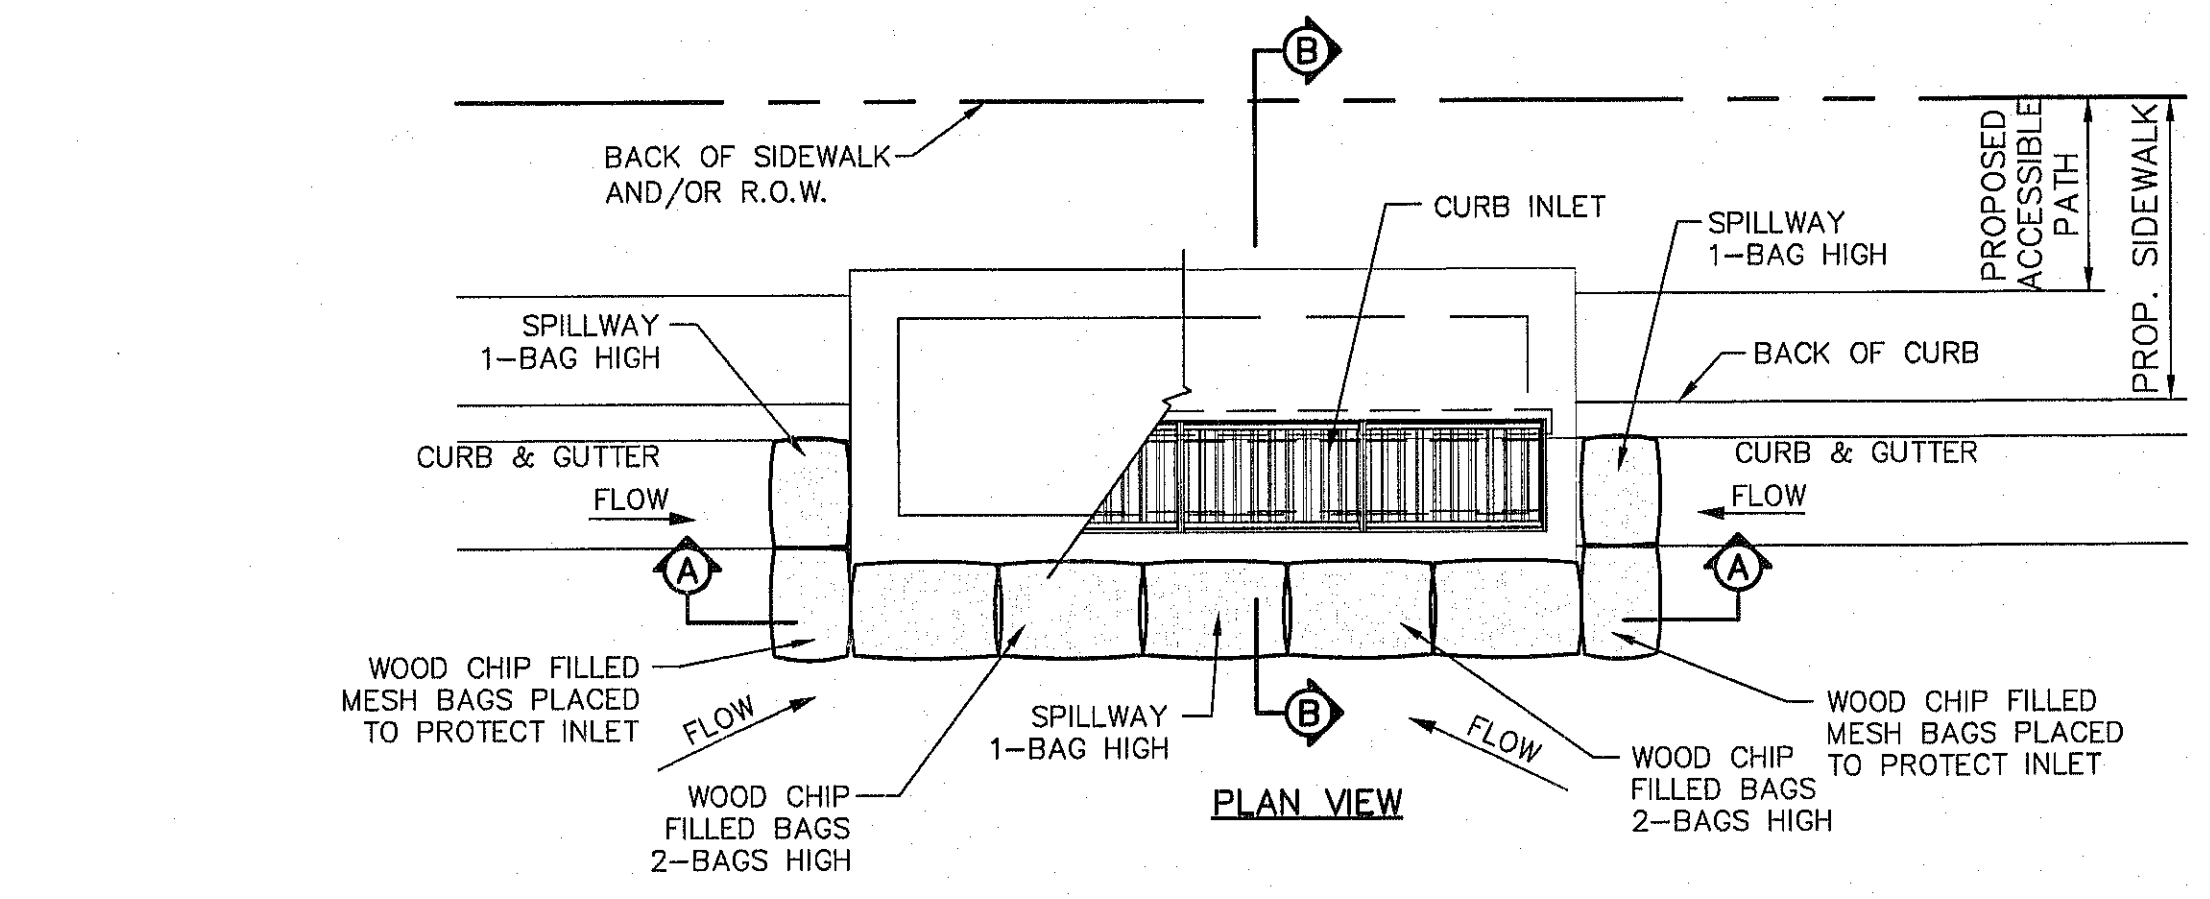 B
BACK OF SIDEWALK
AND/OR R.O.W.
PROPOSED
ACCESSIBLE
PATH
PROP. SIDEWALK
CURB INLET
SPILLWAY
1-BAG HIGH
SPILLWAY
1-BAG HIGH
BACK OF CURB
CURB & GUTTER
FLOW
CURB & GUTTER
FLOW
A
A
WOOD CHIP FILLED
MESH BAGS PLACED
TO PROTECT INLET
FLOW
WOOD CHIP
FILLED BAGS
2-BAGS HIGH
SPILLWAY
1-BAG HIGH
B
FLOW
WOOD CHIP
FILLED BAGS
2-BAGS HIGH
WOOD CHIP FILLED
MESH BAGS PLACED
TO PROTECT INLET
PLAN VIEW